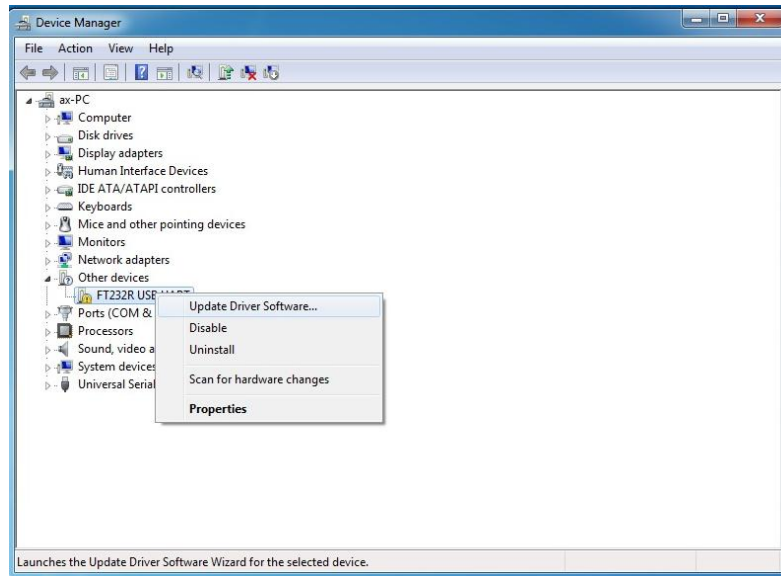 Device Manager
File Action View Help
ax-PC
Computer
Disk drives
Display adapters
Human Interface Devices
IDE ATA/ATAPI controllers
Keyboards
Mice and other pointing devices
Monitors
Network adapters
Other devices
FT232R USB UART
Ports (COM &
Processors
Sound, video a
System devices
Universal Serial
Update Driver Software...
Disable
Uninstall
Scan for hardware changes
Properties
Launches the Update Driver Software Wizard for the selected device.